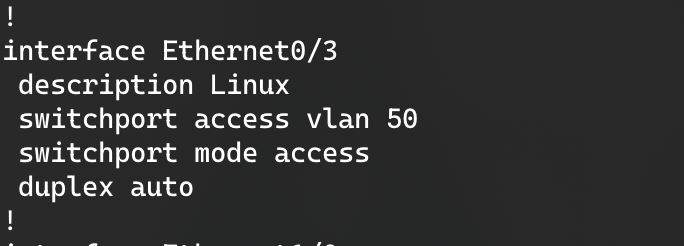 !
interface Ethernet0/3
 description Linux
 switchport access vlan 50
 switchport mode access
 duplex auto
!